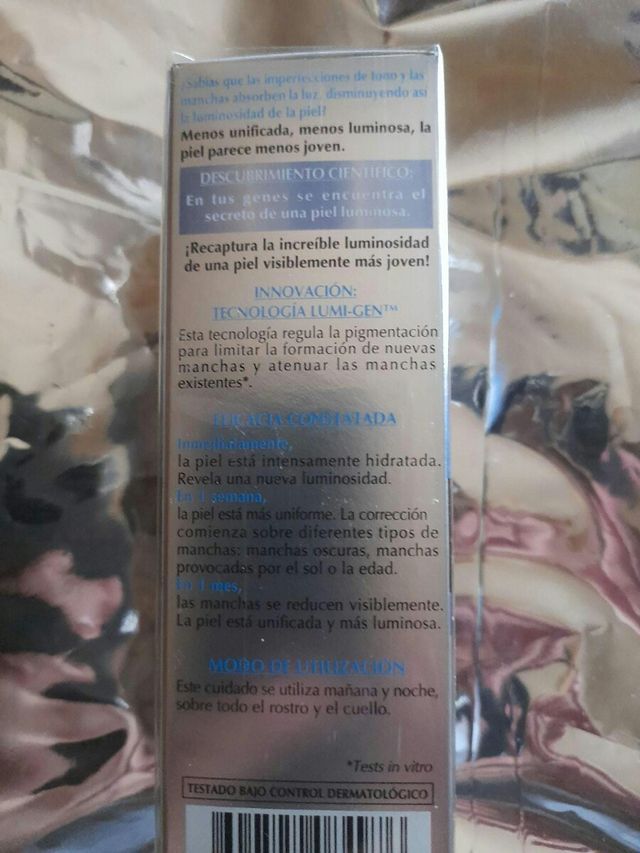 ¿Sabías que las imperfecciones de tono y las
manchas absorben la luz, disminuyendo así
la luminosidad de la piel?
Menos unificada, menos luminosa, la
piel parece menos joven.
DESCUBRIMIENTO CIENTÍFICO:
En tus genes se encuentra el
secreto de una piel luminosa.
¡Recaptura la increíble luminosidad
de una piel visiblemente más joven!
INNOVACIÓN:
TECNOLOGÍA LUMI-GEN™
Esta tecnología regula la pigmentación
para limitar la formación de nuevas
manchas y atenuar las manchas
existentes*.
EFICACIA CONSTATADA
Inmediatamente,
la piel está intensamente hidratada.
Revela una nueva luminosidad.
En 1 semana,
la piel está más uniforme. La corrección
comienza sobre diferentes tipos de
manchas: manchas oscuras, manchas
provocadas por el sol o la edad.
En 1 mes,
las manchas se reducen visiblemente.
La piel está unificada y más luminosa.
MODO DE UTILIZACIÓN
Este cuidado se utiliza mañana y noche,
sobre todo el rostro y el cuello.
*Tests in vitro
TESTADO BAJO CONTROL DERMATOLÓGICO